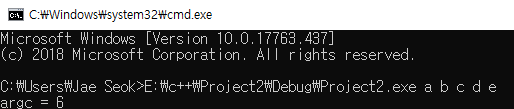 C:₩Windows₩system32₩cmd.exe
Microsoft Windows [Version 10.0.17763.437]
(c) 2018 Microsoft Corporation. All rights reserved.
C:₩Users₩Jae Seok>E:₩c++₩Project2₩Debug₩Project2.exe a b c d e
argc = 6